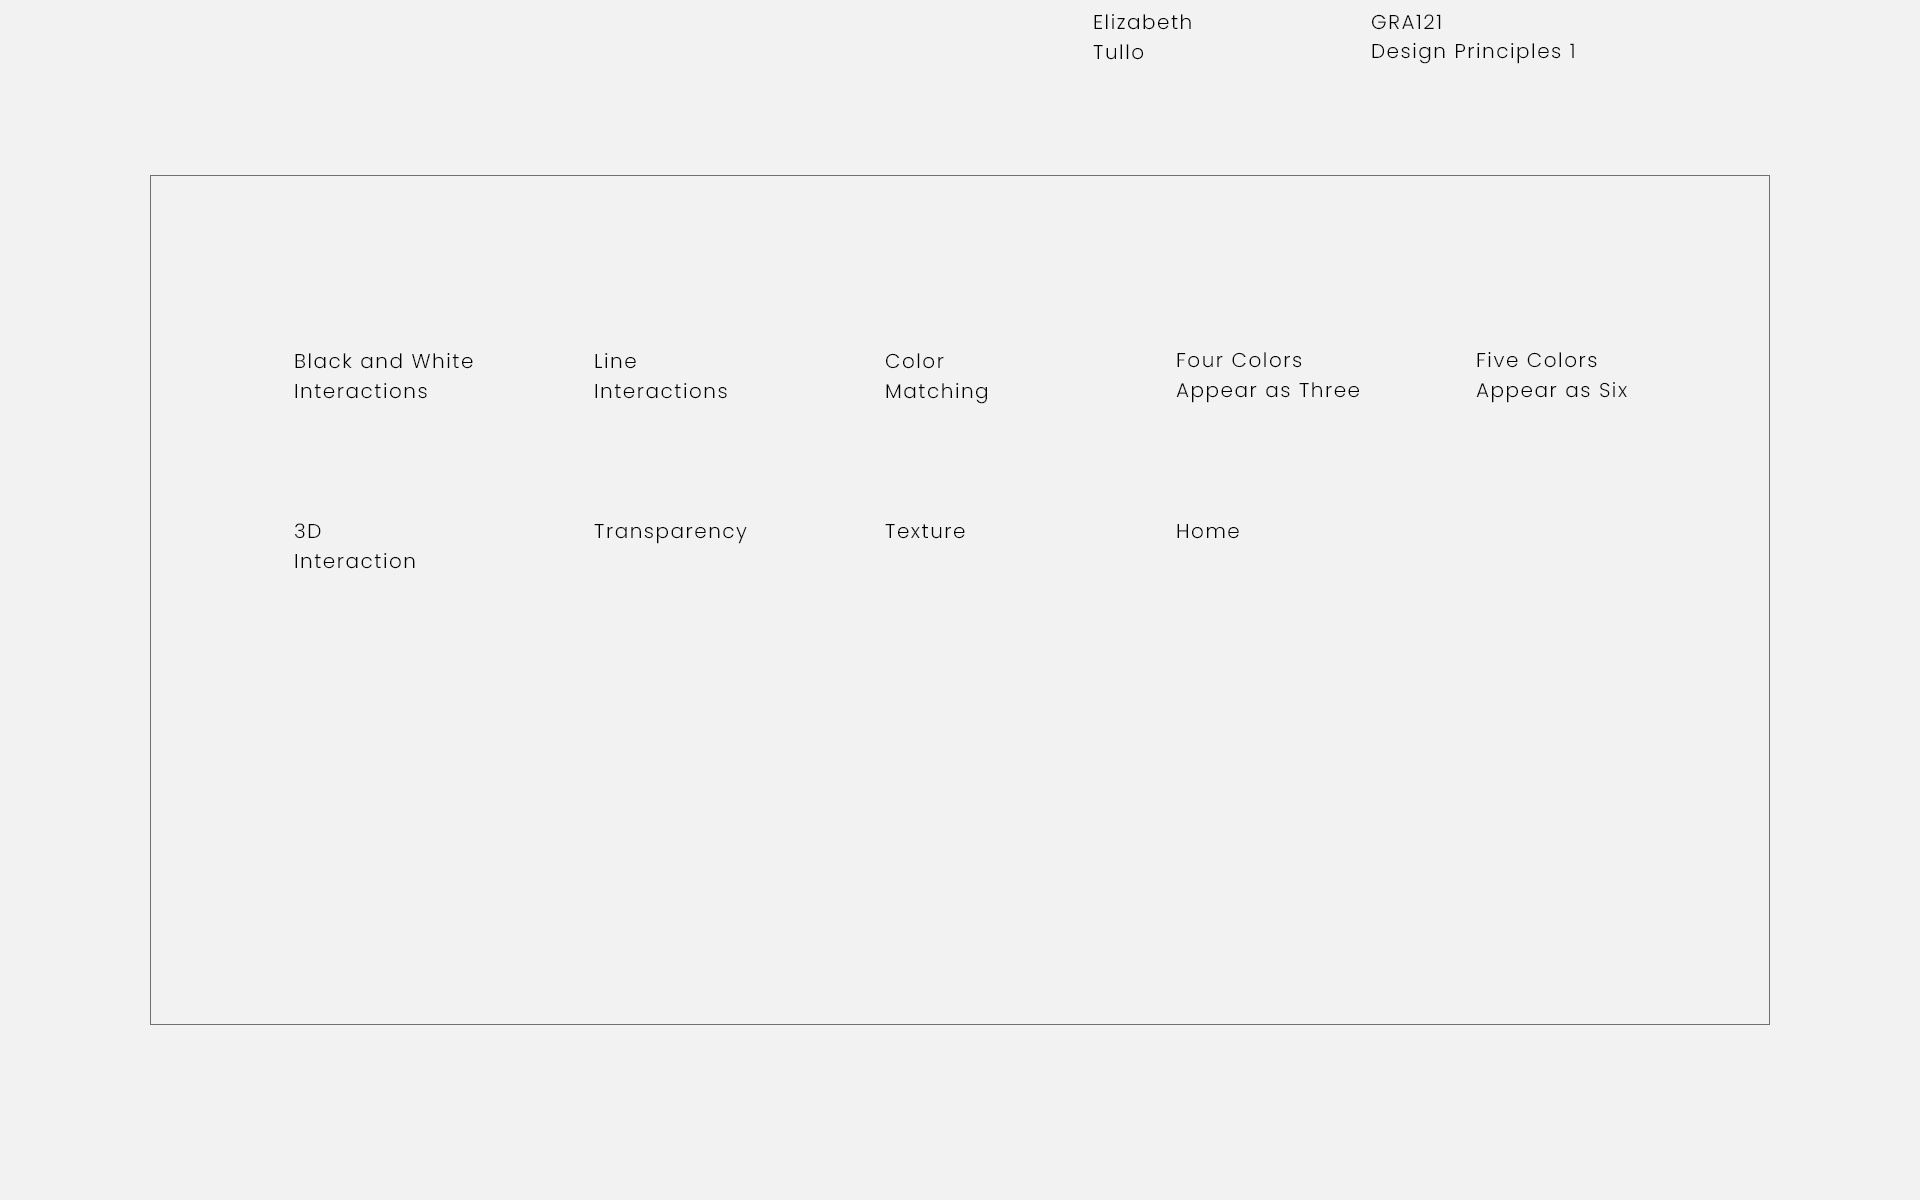 Elizabeth
Tullo
GRA121
Design Principles 1
Black and White
Interactions
Line
Interactions
Color
Matching
Four Colors
Appear as Three
Five Colors
Appear as Six
3D
Interaction
Transparency
Texture
Home